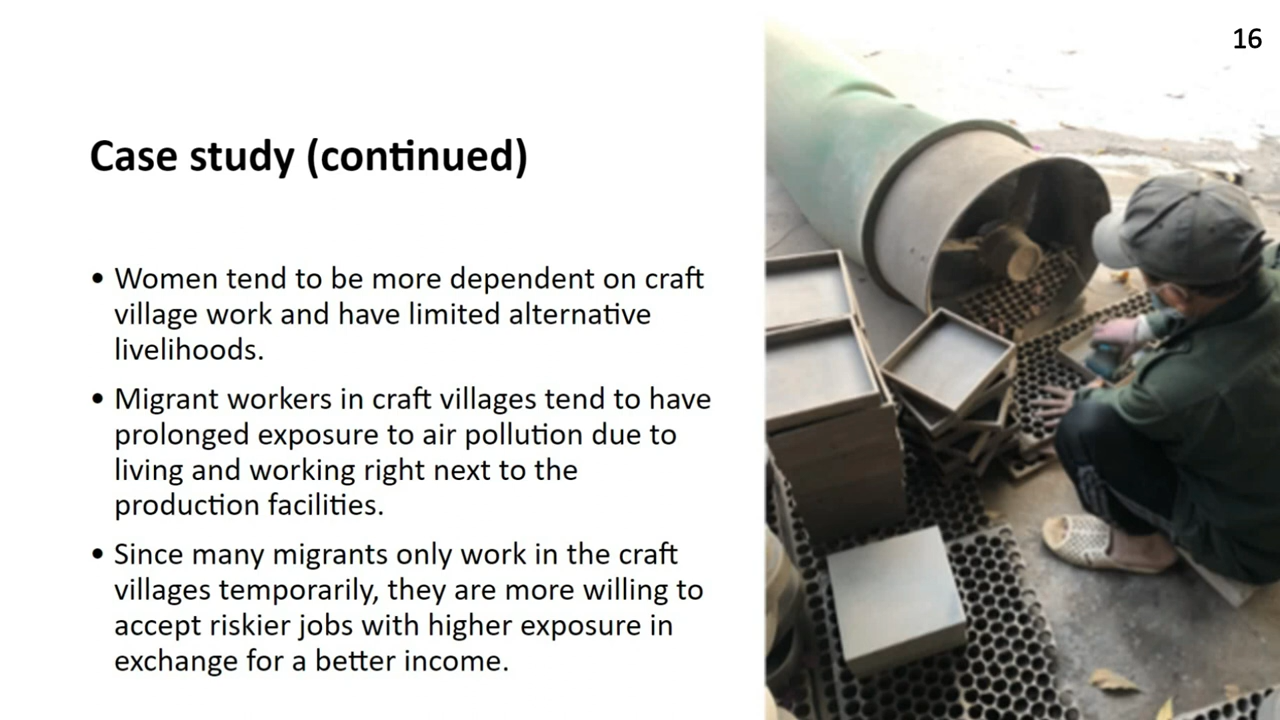 16
Case study (continued)
• Women tend to be more dependent on craft
village work and have limited alternative
livelihoods.
• Migrant workers in craft villages tend to have
prolonged exposure to air pollution due to
living and working right next to the
production facilities.
• Since many migrants only work in the craft
villages temporarily, they are more willing to
accept riskier jobs with higher exposure in
exchange for a better income.